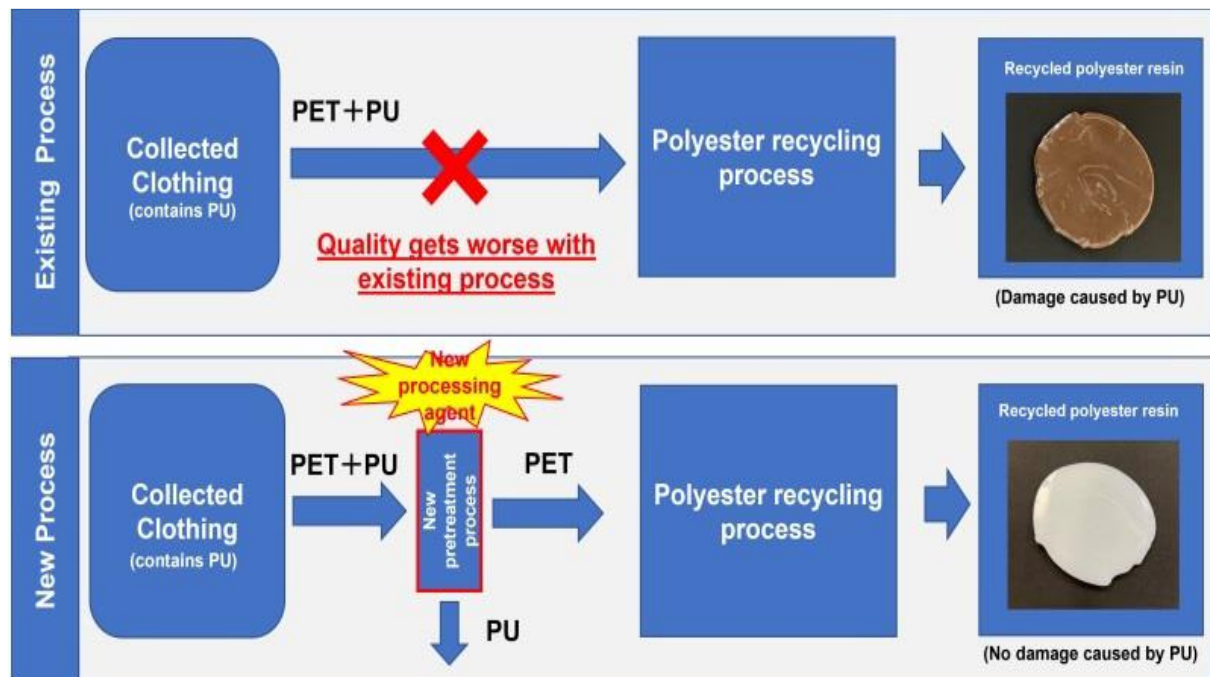 Existing Process
Collected
Clothing
(contains PU)
PET+PU
Quality gets worse with
existing process
Polyester recycling
process
Recycled polyester resin
(Damage caused by PU)
New Process
Collected
Clothing
(contains PU)
PET+PU
New
processing
agent
New
pretreatment
process
PET
PU
Polyester recycling
process
Recycled polyester resin
(No damage caused by PU)